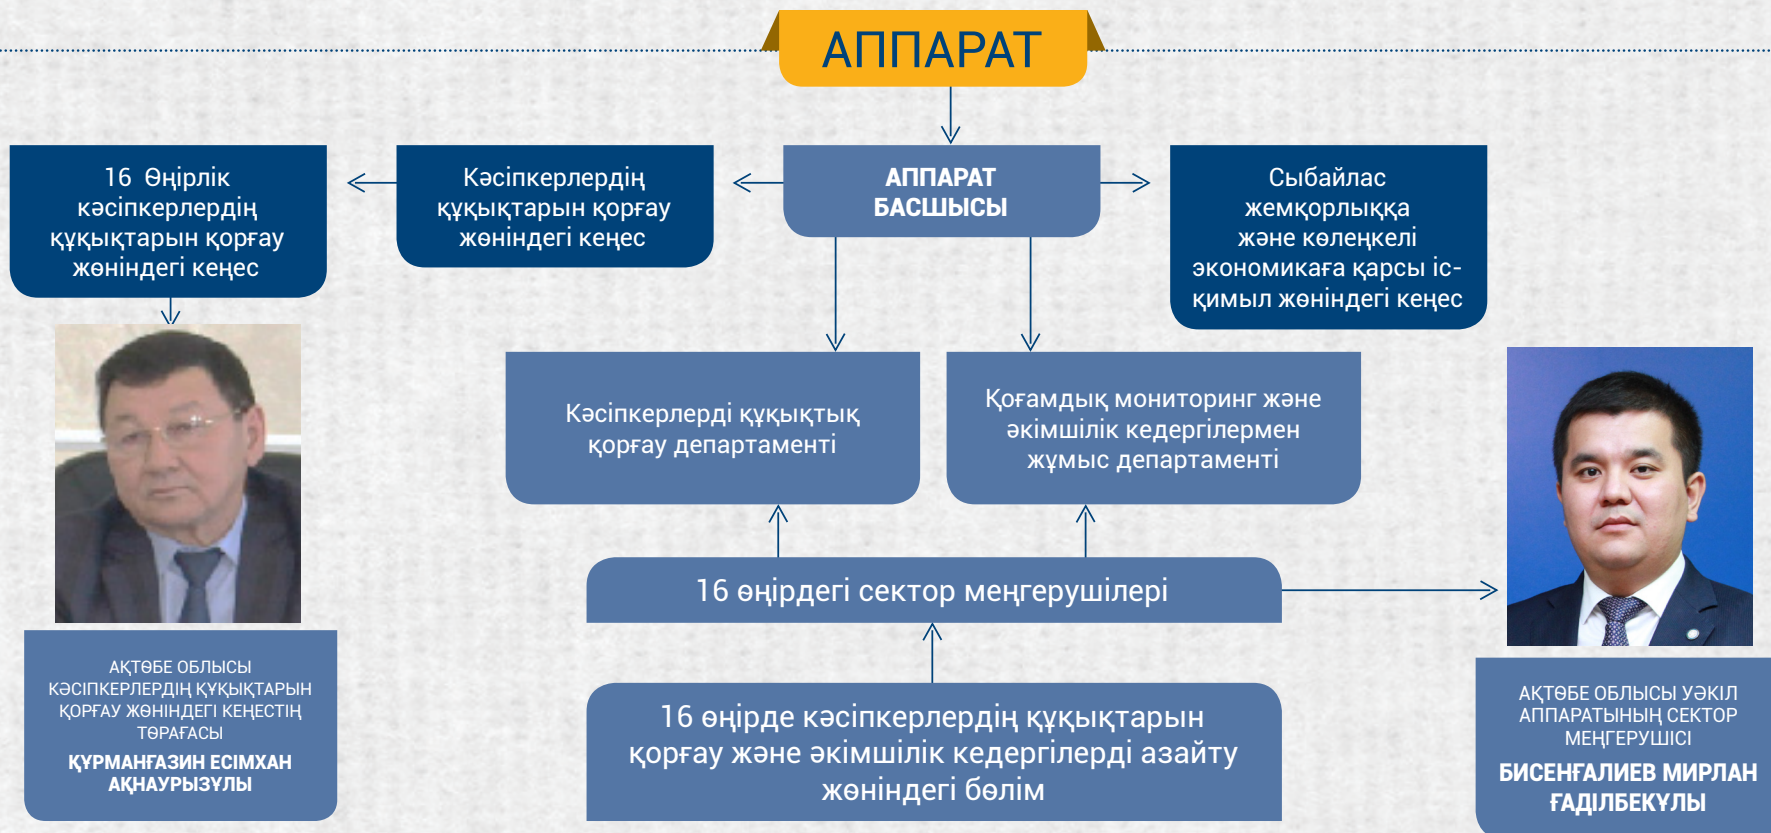 АППАРАТ
16 Өңірлік
кәсіпкерлердің
құқықтарын қорғау
жөніндегі кеңес
Кәсіпкерлердің
құқықтарын қорғау
жөніндегі кеңес
АППАРАТ
БАСШЫСЫ
Сыбайлас
жемқорлыққа
және көлеңкелі
экономикаға қарсы іс-
қимыл жөніндегі кеңес
Кәсіпкерлерді құқықтық
қорғау департаменті
Қоғамдық мониторинг және
әкімшілік кедергілермен
жұмыс департаменті
16 өңірдегі сектор меңгерушілері
16 өңірде кәсіпкерлердің құқықтарын
қорғау және әкімшілік кедергілерді азайту
жөніндегі бөлім
АҚТӨБЕ ОБЛЫСЫ
КӘСІПКЕРЛЕРДІҢ ҚҰҚЫҚТАРЫН
ҚОРҒАУ ЖӨНІНДЕГІ КЕҢЕСТІҢ
ТӨРАҒАСЫ
ҚҰРМАНҒАЗИН ЕСІМХАН
АҚНАУРЫЗҰЛЫ
АҚТӨБЕ ОБЛЫСЫ УӘКІЛ
АППАРАТЫНЫҢ СЕКТОР
МЕҢГЕРУШІСІ
БИСЕНҒАЛИЕВ МИРЛАН
ҒАДІЛБЕКҰЛЫ